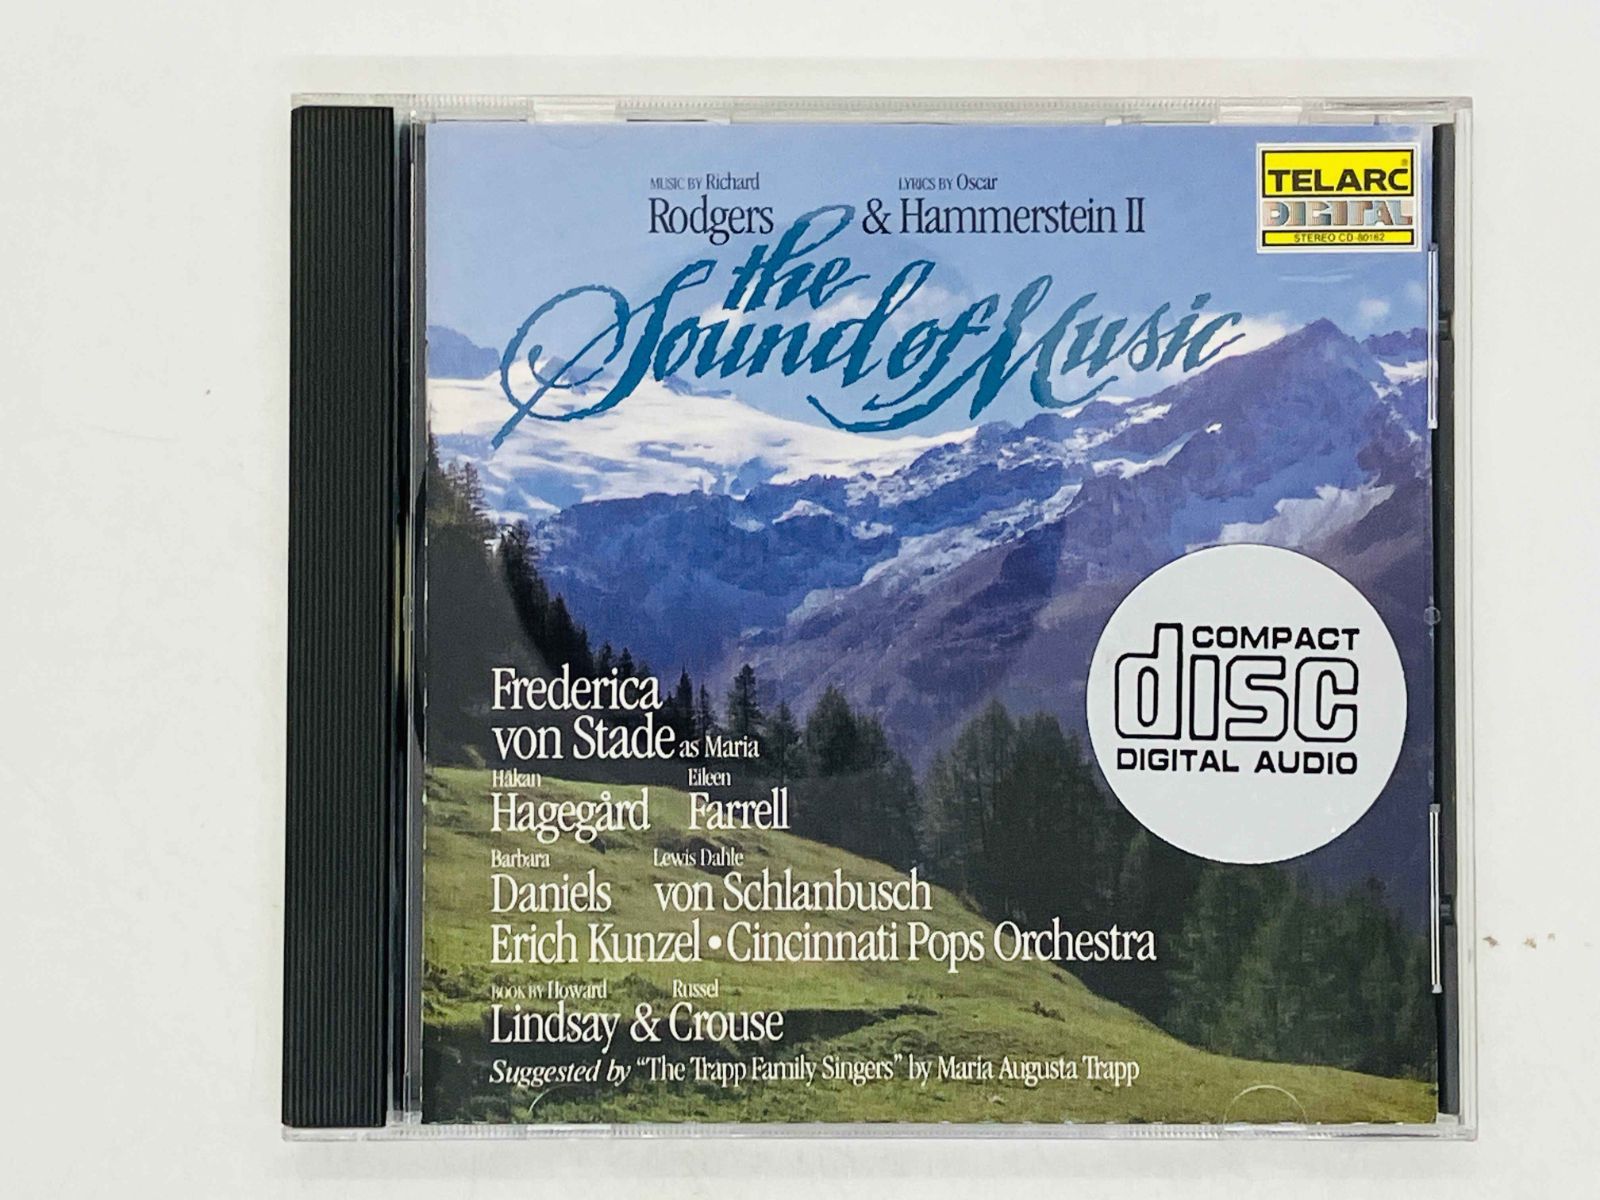 MUSIC BY Richard
Rodgers
LYRICS BY Oscar
& Hammerstein II
TELARC®
DIGITAL
STEREO CD-80162
the
Sound of Music
Frederica
von Stade as Maria
Håkan
Hagegård
Eileen
Farrell
Barbara
Daniels
Lewis Dahle
von Schlanbusch
Erich Kunzel • Cincinnati Pops Orchestra
BOOK BY Howard Russel
Lindsay & Crouse
Suggested by "The Trapp Family Singers" by Maria Augusta Trapp
COMPACT
disc
DIGITAL AUDIO